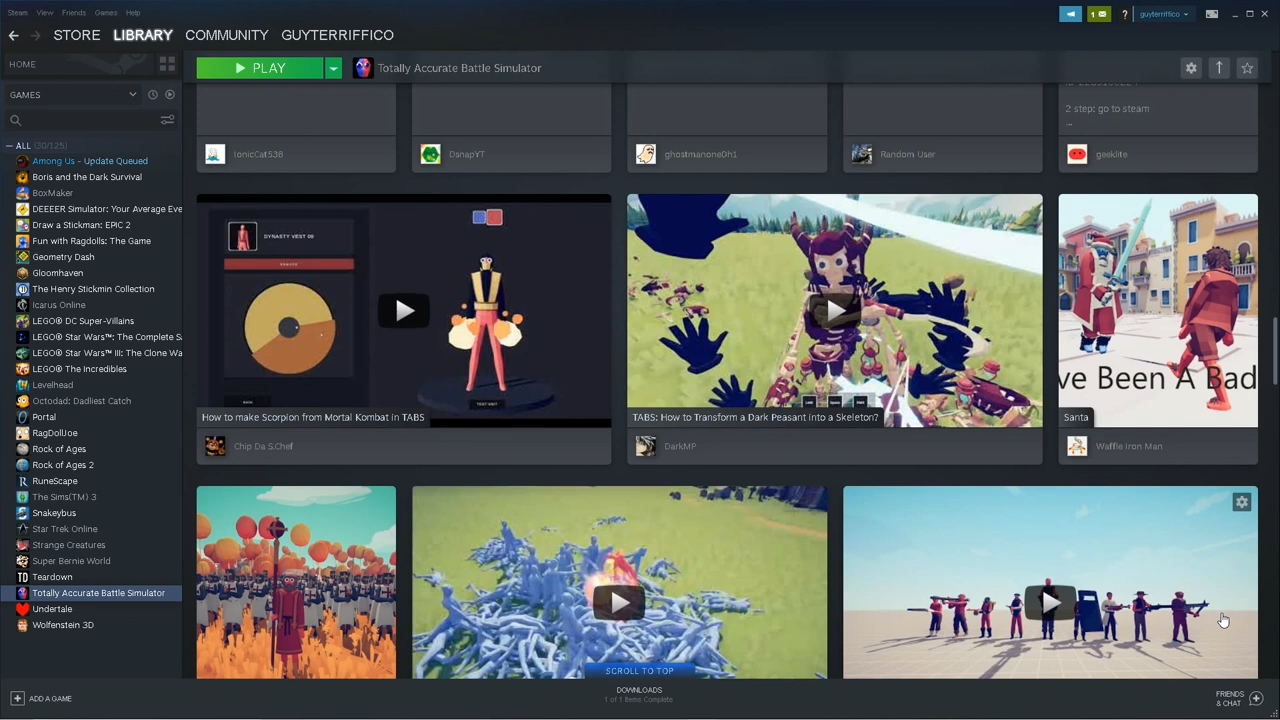 Steam View Friends Games Help
1
?
guyterriffico
STORE LIBRARY COMMUNITY GUYTERRIFFICO
HOME
PLAY
Totally Accurate Battle Simulator
GAMES
ALL (30/125)
Among Us - Update Queued
Boris and the Dark Survival
BoxMaker
DEEEER Simulator: Your Average Eve
Draw a Stickman: EPIC 2
Fun with Ragdolls: The Game
Geometry Dash
Gloomhaven
The Henry Stickmin Collection
Icarus Online
LEGO® DC Super-Villains
LEGO® Star Wars™: The Complete S
LEGO® Star Wars™ III: The Clone Wa
LEGO® The Incredibles
Levelhead
Octodad: Dadliest Catch
Portal
RagDollJoe
Rock of Ages
Rock of Ages 2
RuneScape
The Sims(TM) 3
Snakeybus
Star Trek Online
Strange Creatures
Super Bernie World
TD Teardown
Totally Accurate Battle Simulator
Undertale
Wolfenstein 3D
ADD A GAME
2 step: go to steam
...
IonicCat538
DsnapYT
ghostmanone0h1
Random User
geeklite
DYNASTY VEST 08
How to make Scorpion from Mortal Kombat in TABS
Chip Da S.Chef
TABS: How to Transform a Dark Peasant into a Skeleton?
DarkMP
ve Been A Bad
Santa
Waffle Iron Man
SCROLL TO TOP
DOWNLOADS
1 of 1 Items Complete
FRIENDS
& CHAT